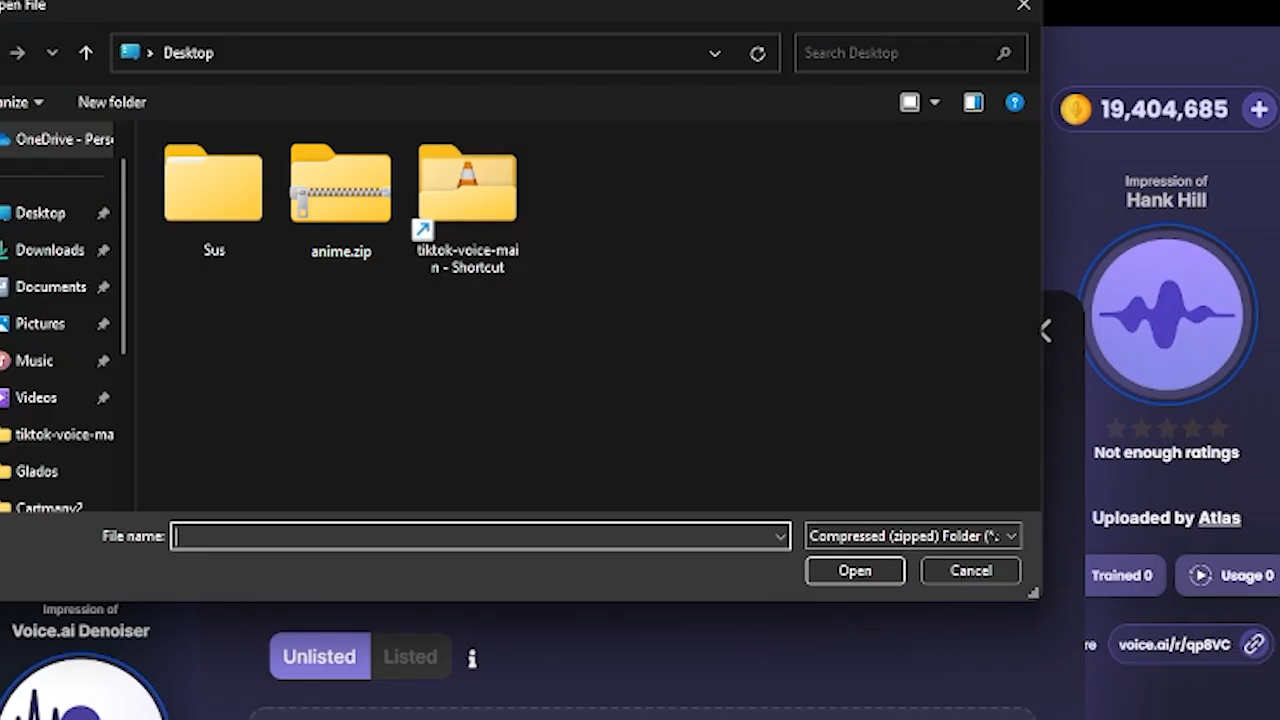 pen File
Desktop
Search Desktop
nize
New folder
OneDrive - Pers
Desktop
Downloads
Documents
Pictures
Music
Videos
tiktok-voice-ma
Glados
Cartmany2
Sus
anime.zip
tiktok-voice-mai
n - Shortcut
File name:
Compressed (zipped) Folder (*.
Open
Cancel
19,404,685
Impression of
Hank Hill
Not enough ratings
Uploaded by Atlas
Trained 0
Usage 0
re
voice.ai/r/qp8VC
Impression of
Voice.ai Denoiser
Unlisted
Listed